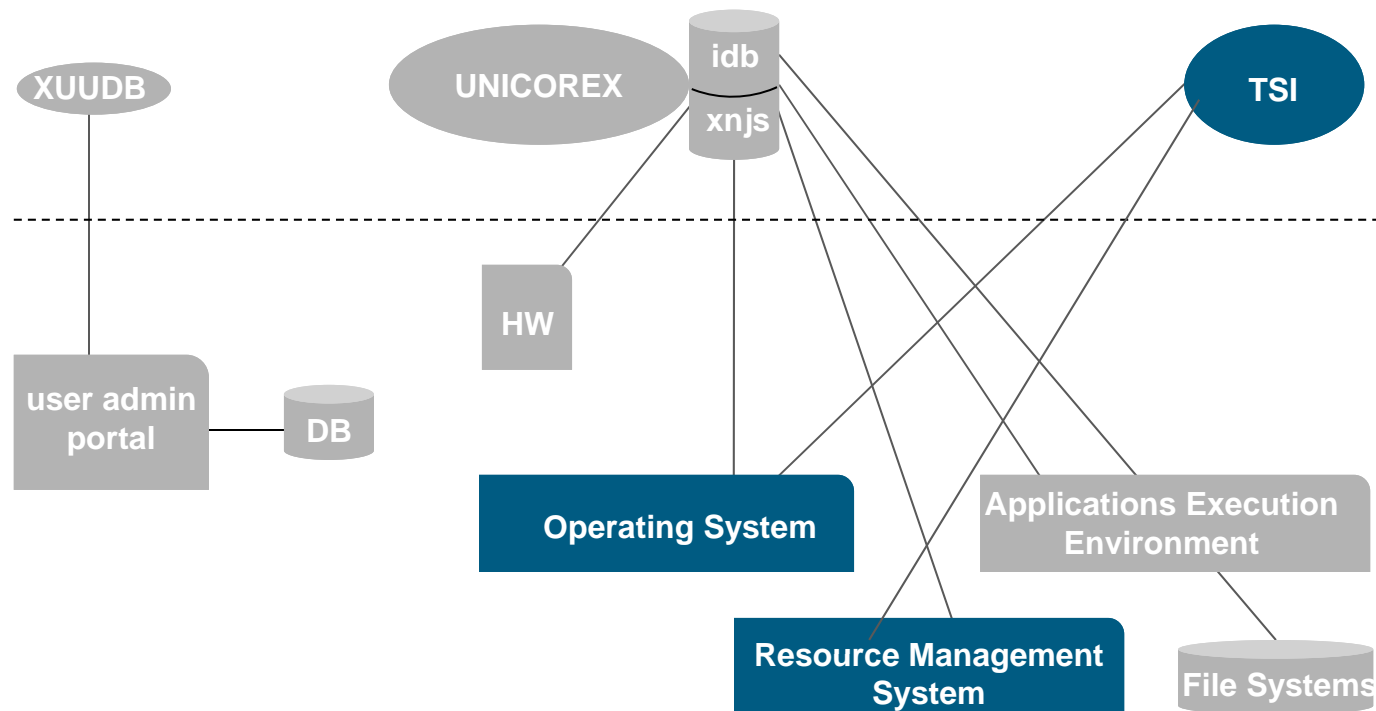 XUUDB
UNICOREX
idb
xnjs
TSI
HW
user admin
portal
DB
Operating System
Applications Execution
Environment
Resource Management
System
File Systems